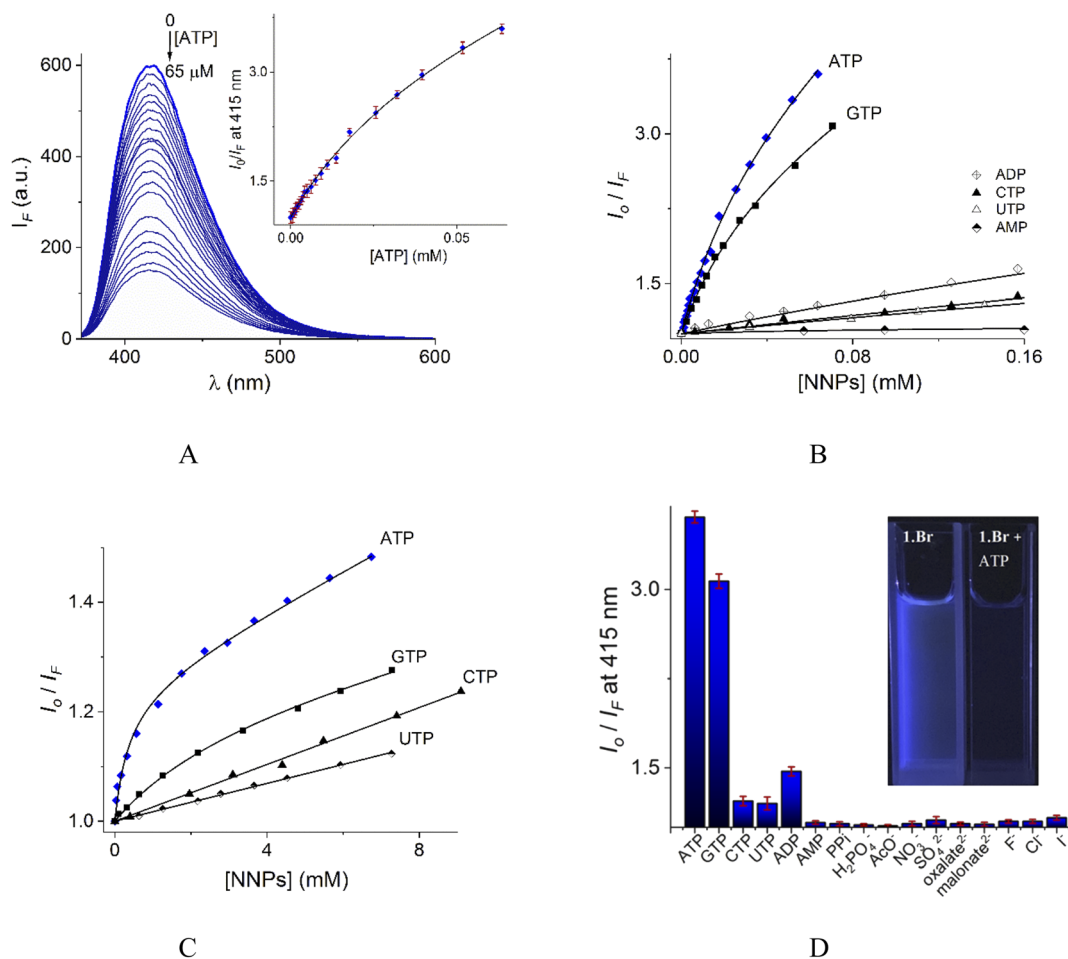 0
[ATP]
65 μM
600
400
200
0
I_F (a.u.)
400
500
600
λ (nm)
3.0
1.5
I_0/I_F at 415 nm
0.00
0.05
[ATP] (mM)
A
ATP
GTP
ADP
CTP
UTP
AMP
3.0
1.5
I_o / I_F
0.00
0.08
0.16
[NNPs] (mM)
B
ATP
GTP
CTP
UTP
1.4
1.2
1.0
I_o / I_F
0
4
8
[NNPs] (mM)
C
1.Br
1.Br +
ATP
3.0
1.5
I_o / I_F at 415 nm
ATP
GTP
CTP
UTP
ADP
AMP
PPi
H₂PO₄⁻
AcO⁻
NO₃⁻
SO₄²⁻
oxalate²⁻
malonate²⁻
F⁻
Cl⁻
I⁻
D